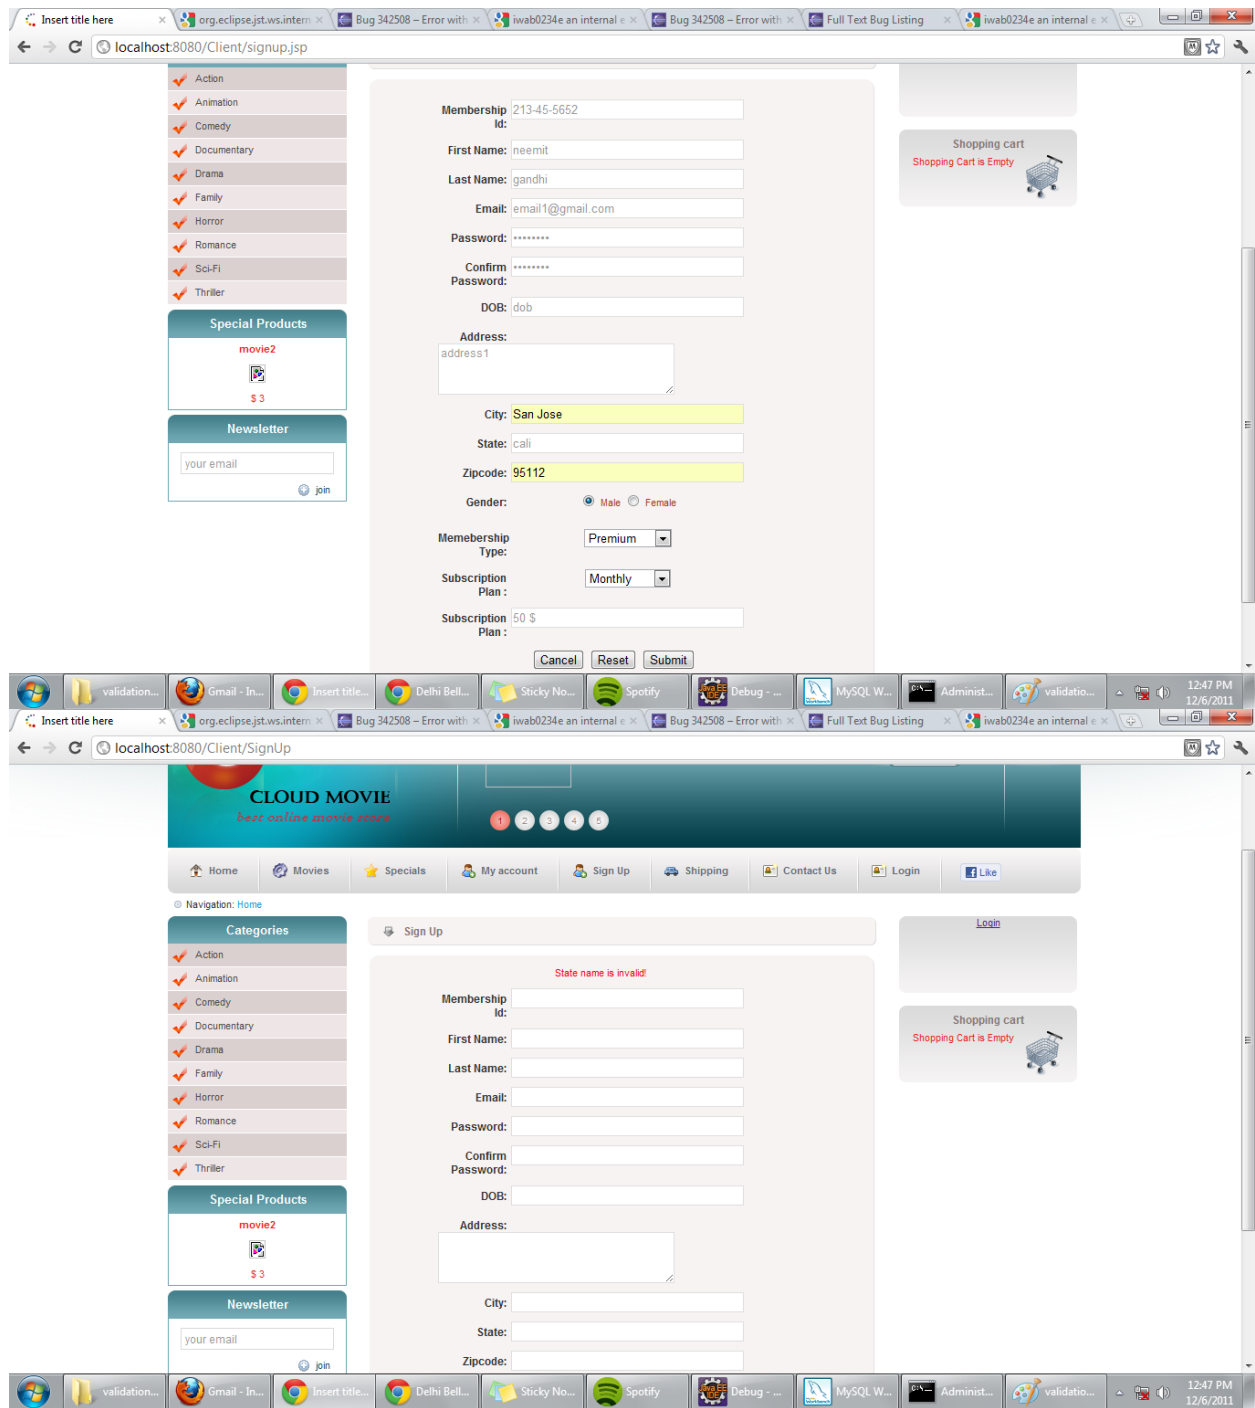 Insert title here
org.eclipse.jst.ws.intern
Bug 342508 – Error with
iwab0234e an internal e
Bug 342508 – Error with
Full Text Bug Listing
iwab0234e an internal e
localhost:8080/Client/signup.jsp
Action
Animation
Comedy
Documentary
Drama
Family
Horror
Romance
Sci-Fi
Thriller
Special Products
movie2
$ 3
Newsletter
your email
join
Membership Id: 213-45-5652
First Name: neemit
Last Name: gandhi
Email: email1@gmail.com
Password: ••••••••
Confirm Password: ••••••••
DOB: dob
Address:
address1
City: San Jose
State: cali
Zipcode: 95112
Gender: Male Female
Memebership Type: Premium
Subscription Plan : Monthly
Subscription Plan : 50 $
Cancel Reset Submit
Shopping cart
Shopping Cart is Empty
validation...
Gmail - In...
Insert title...
Delhi Bell...
Sticky No...
Spotify
Debug - ...
MySQL W...
Administ...
validatio...
12:47 PM
12/6/2011
Insert title here
org.eclipse.jst.ws.intern
Bug 342508 – Error with
iwab0234e an internal e
Bug 342508 – Error with
Full Text Bug Listing
iwab0234e an internal e
localhost:8080/Client/SignUp
CLOUD MOVIE
best online movie store
1 2 3 4 5
Home
Movies
Specials
My account
Sign Up
Shipping
Contact Us
Login
Like
Navigation: Home
Categories
Action
Animation
Comedy
Documentary
Drama
Family
Horror
Romance
Sci-Fi
Thriller
Special Products
movie2
$ 3
Newsletter
your email
join
Sign Up
State name is invalid!
Membership Id:
First Name:
Last Name:
Email:
Password:
Confirm Password:
DOB:
Address:
City:
State:
Zipcode:
Login
Shopping cart
Shopping Cart is Empty
validation...
Gmail - In...
Insert title...
Delhi Bell...
Sticky No...
Spotify
Debug - ...
MySQL W...
Administ...
validatio...
12:47 PM
12/6/2011